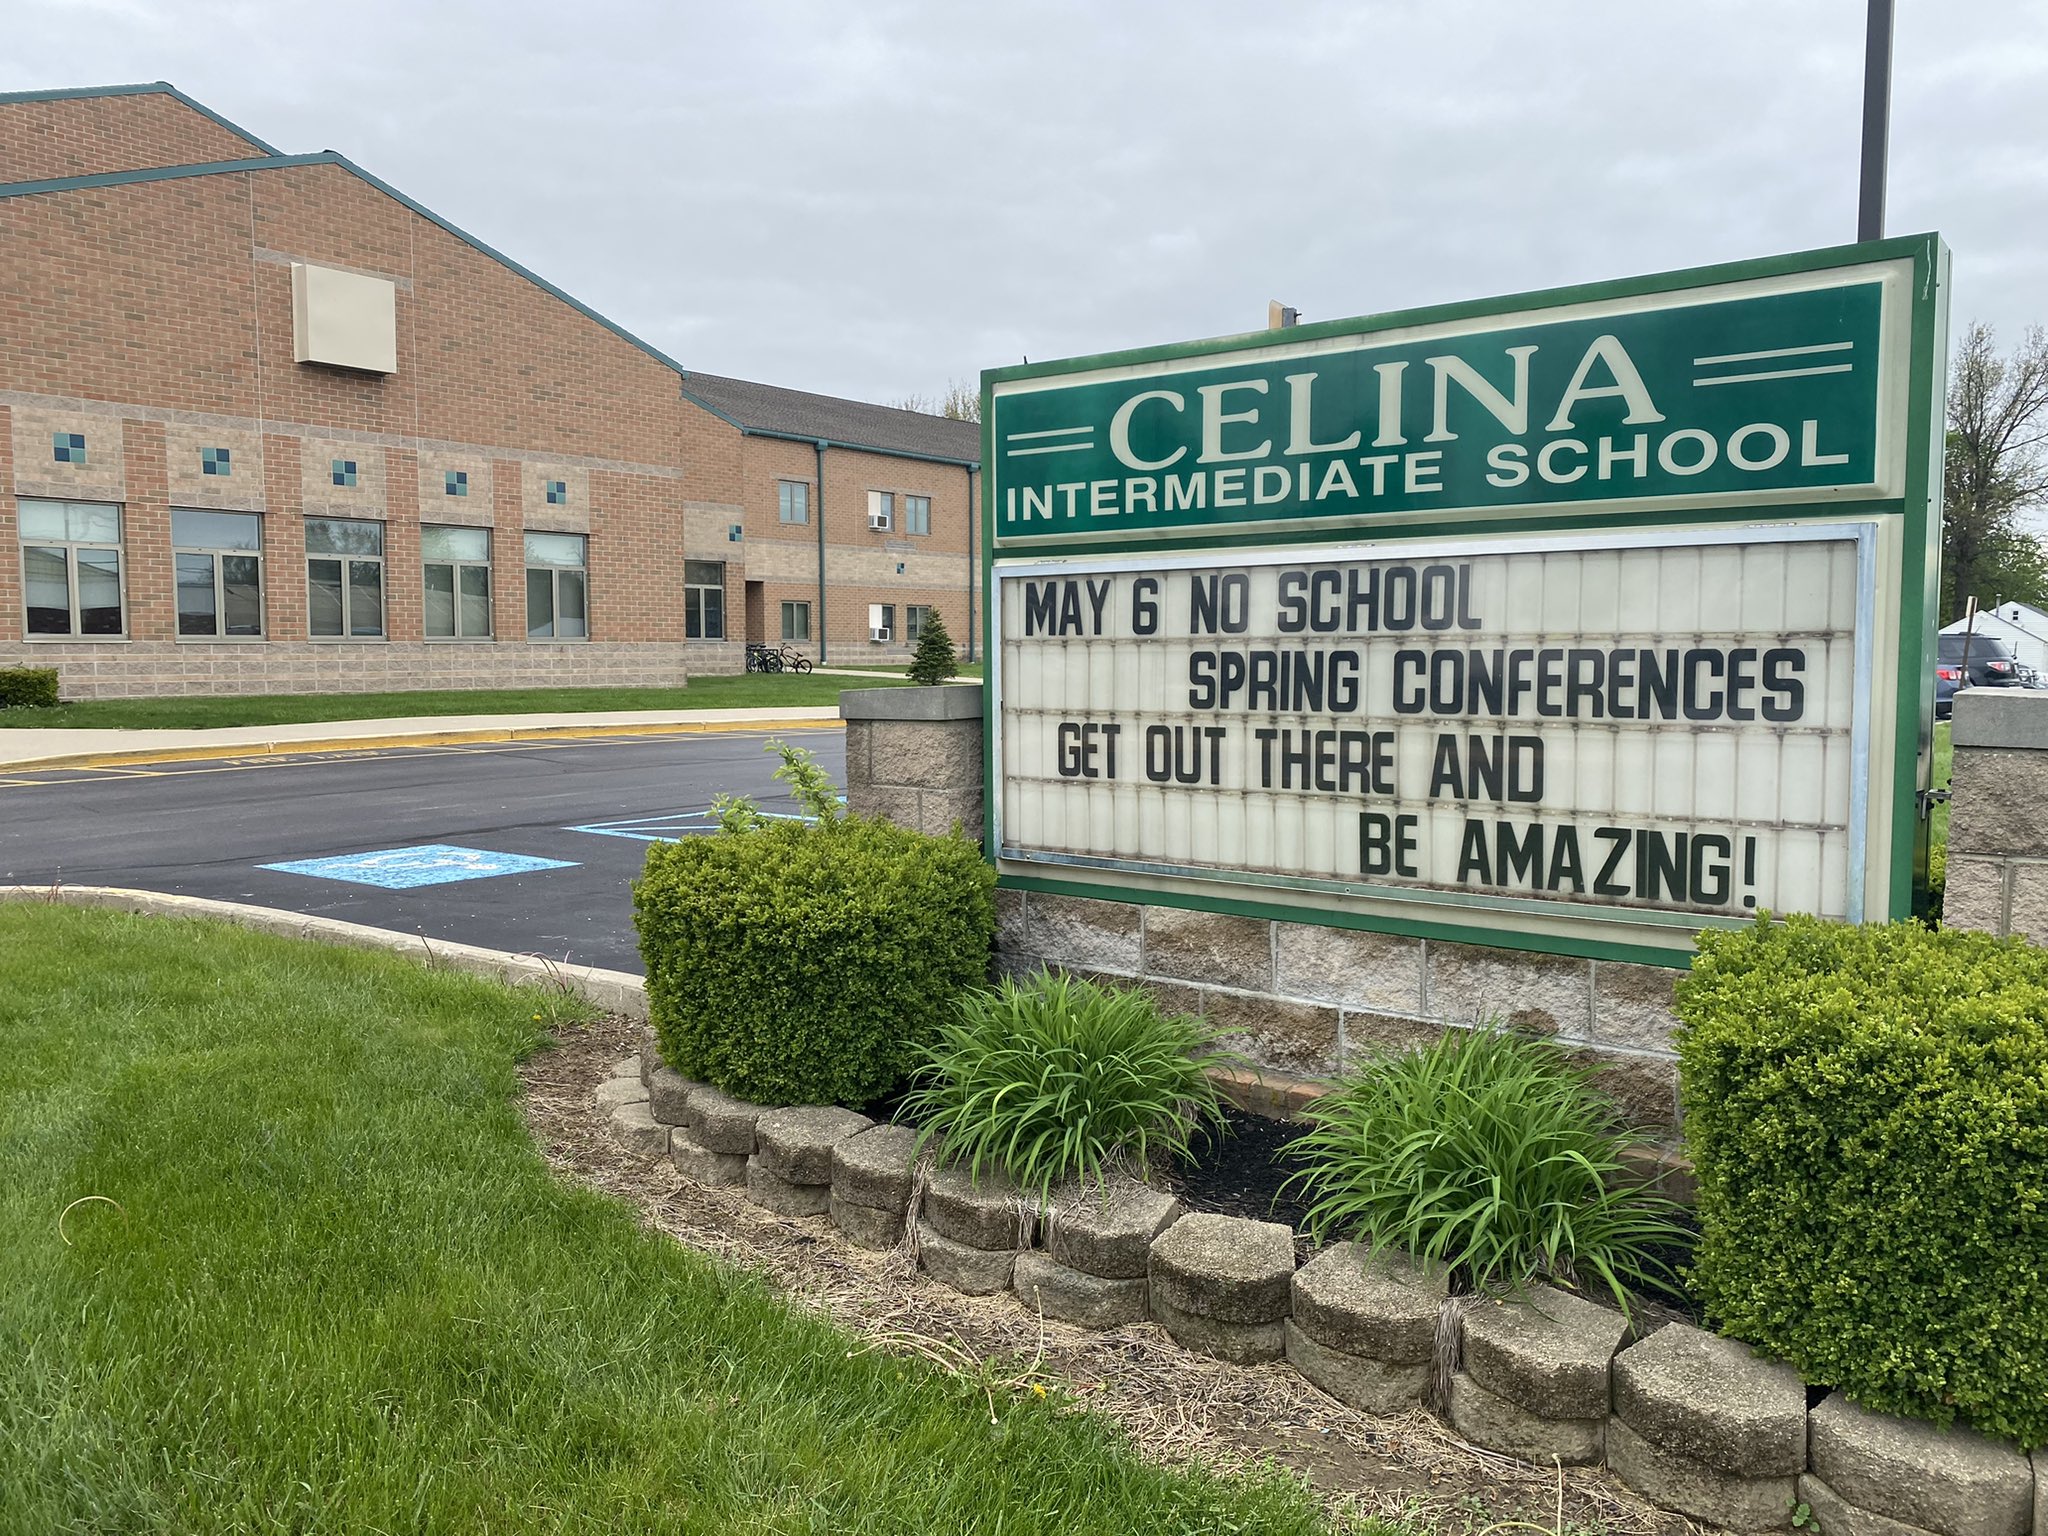 CELINA
INTERMEDIATE SCHOOL
MAY 6 NO SCHOOL
SPRING CONFERENCES
GET OUT THERE AND
BE AMAZING!